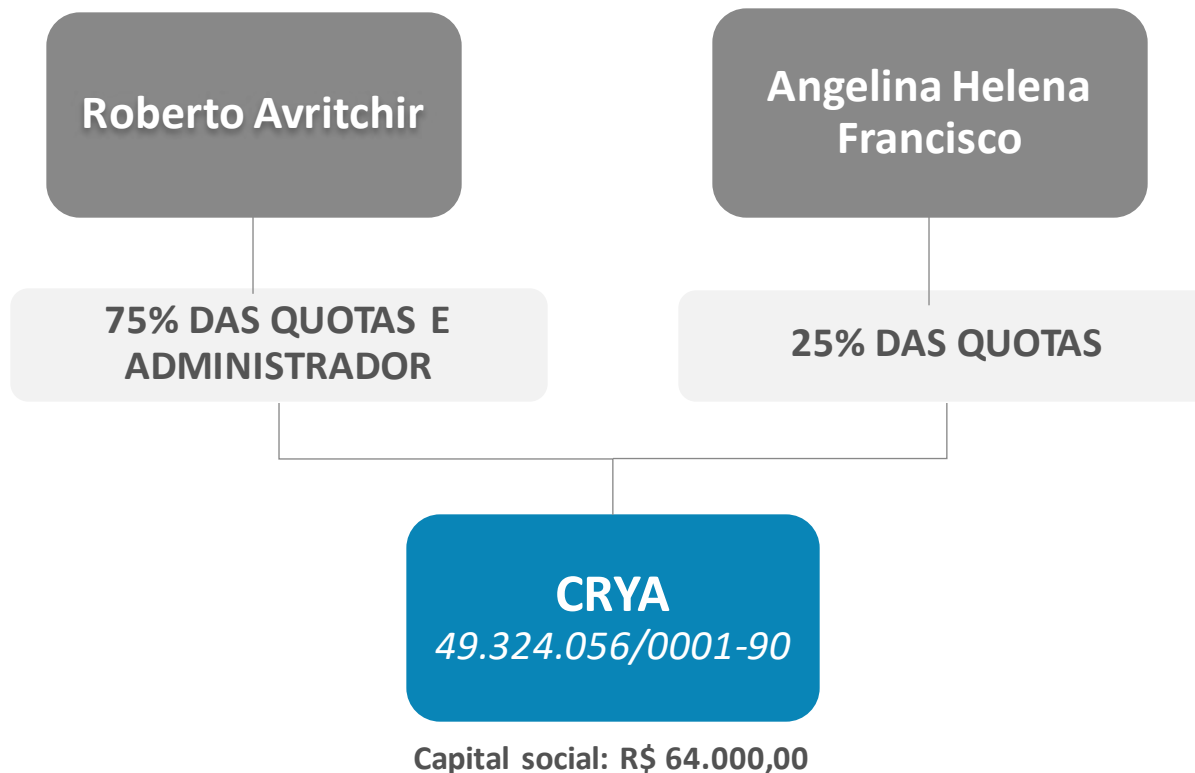 Roberto Avritchir
Angelina Helena
Francisco
75% DAS QUOTAS E
ADMINISTRADOR
25% DAS QUOTAS
CRYA
49.324.056/0001-90
Capital social: R$ 64.000,00